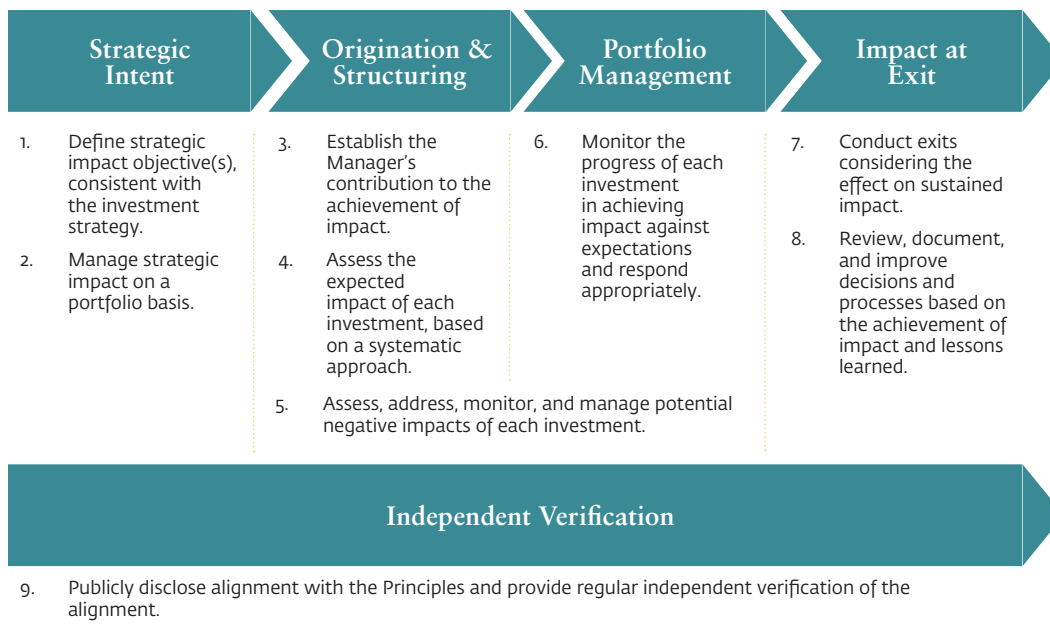 Strategic
Intent
Origination &
Structuring
Portfolio
Management
Impact at
Exit
1. Define strategic
impact objective(s),
consistent with
the investment
strategy.
2. Manage strategic
impact on a
portfolio basis.
3. Establish the
Manager’s
contribution to the
achievement of
impact.
4. Assess the
expected
impact of each
investment, based
on a systematic
approach.
6. Monitor the
progress of each
investment
in achieving
impact against
expectations
and respond
appropriately.
5. Assess, address, monitor, and manage potential
negative impacts of each investment.
7. Conduct exits
considering the
effect on sustained
impact.
8. Review, document,
and improve
decisions and
processes based on
the achievement of
impact and lessons
learned.
Independent Verification
9. Publicly disclose alignment with the Principles and provide regular independent verification of the
alignment.